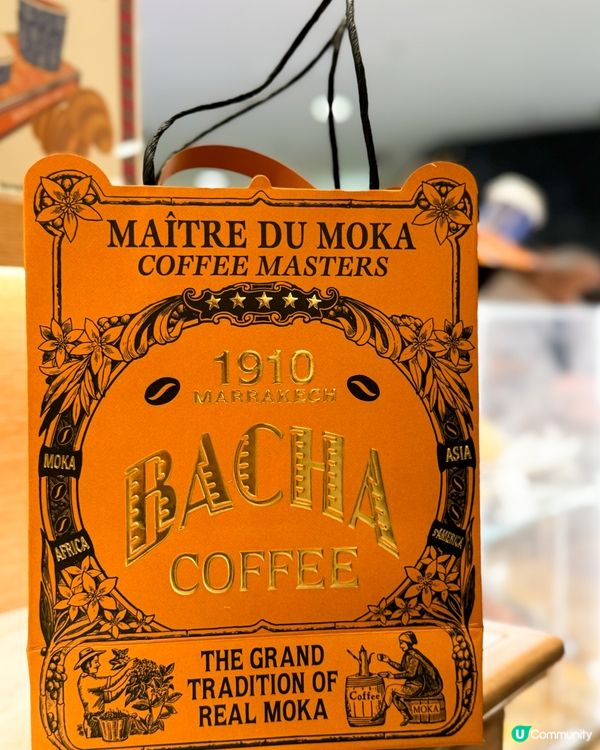 MAÎTRE DU MOKA
COFFEE MASTERS
1910
MARRAKECH
MOKA
ASIA
BACHA
AFRICA
AMERICA
COFFEE
THE GRAND
TRADITION OF
REAL MOKA
Coffee
MOKA
U Community